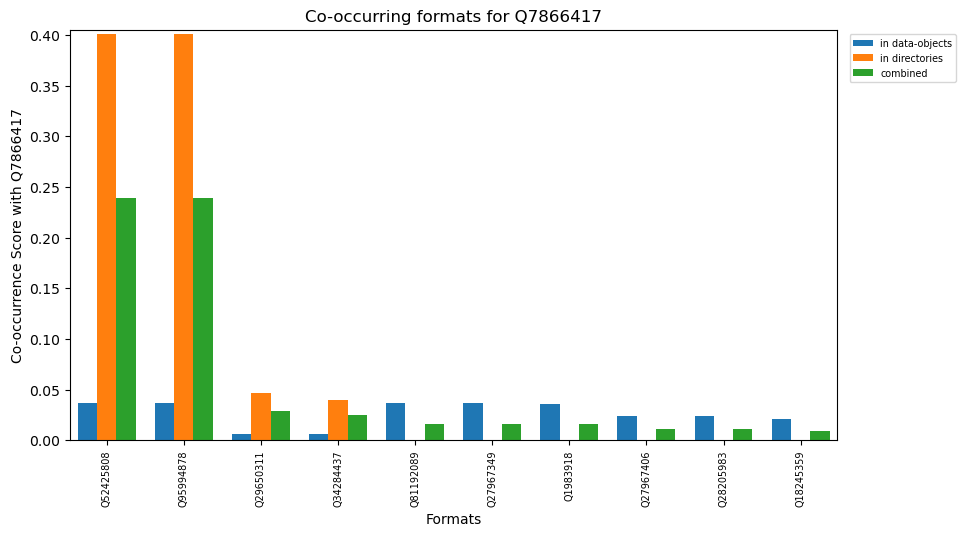 Co-occurring formats for Q7866417
in data-objects
in directories
combined
Co-occurrence Score with Q7866417
0.40
0.35
0.30
0.25
0.20
0.15
0.10
0.05
0.00
Q52425808
Q95994878
Q29650311
Q34284437
Q81192089
Q27967349
Q1983918
Q27967406
Q28205983
Q18245359
Formats